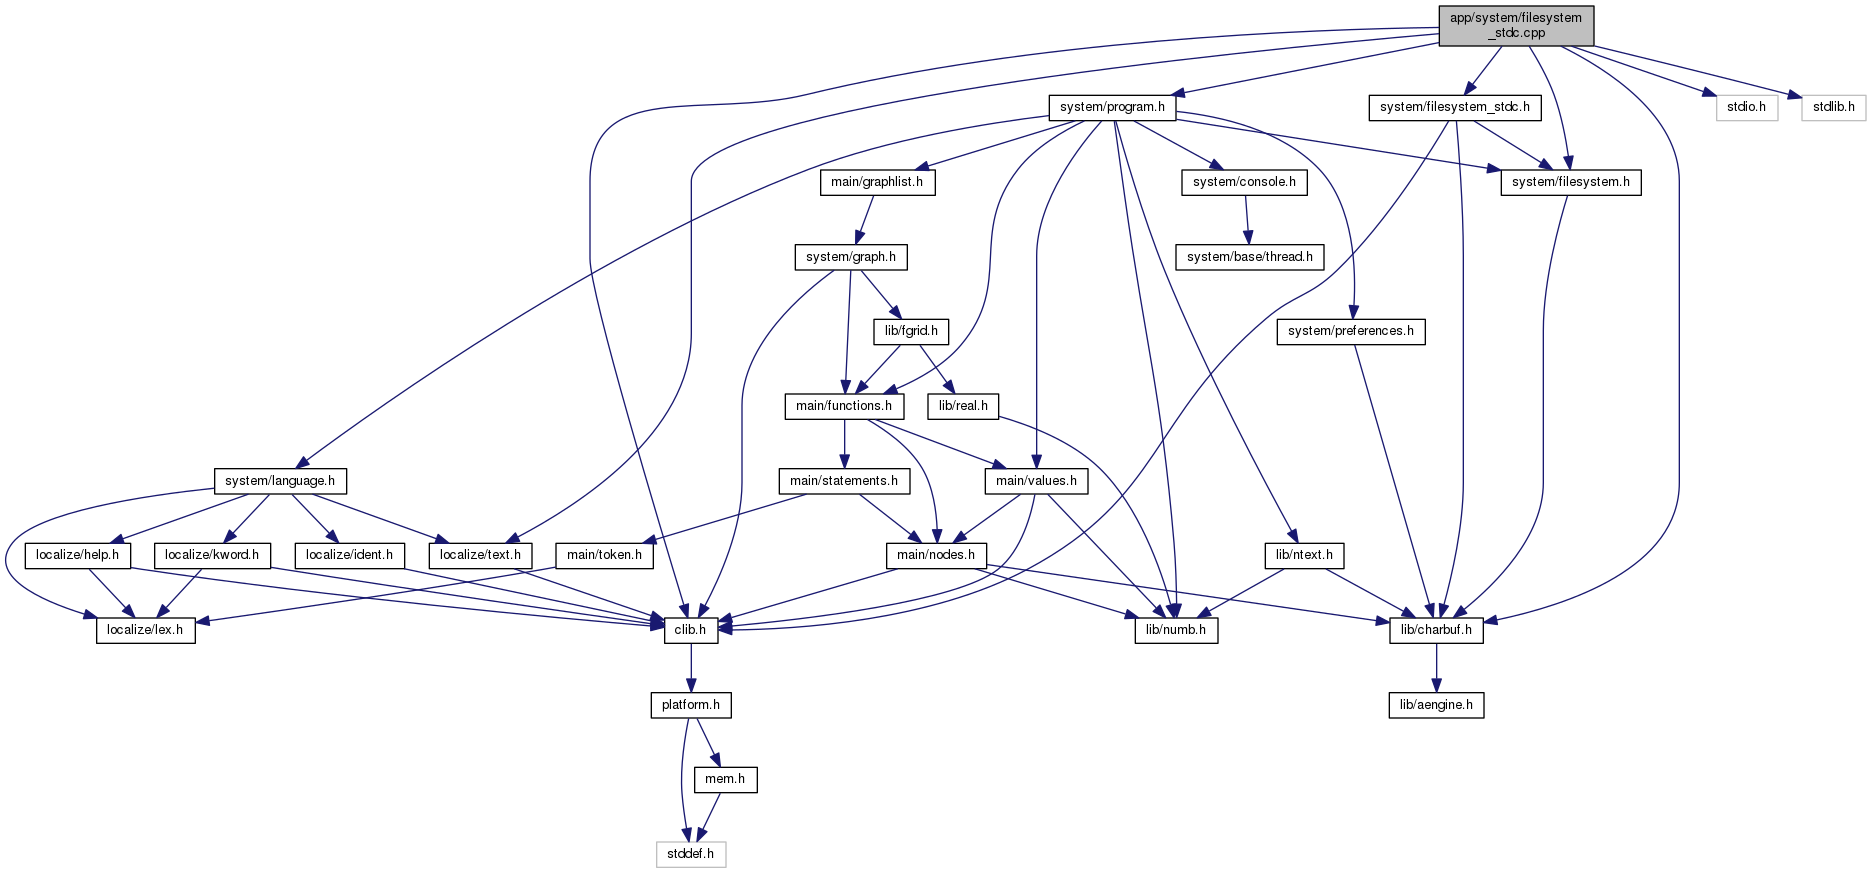 app/system/filesystem
_stdc.cpp
system/program.h
system/filesystem_stdc.h
stdio.h
stdlib.h
main/graphlist.h
system/console.h
system/filesystem.h
system/graph.h
system/base/thread.h
lib/fgrid.h
system/preferences.h
main/functions.h
lib/real.h
system/language.h
main/statements.h
main/values.h
localize/help.h
localize/kword.h
localize/ident.h
localize/text.h
main/token.h
main/nodes.h
lib/ntext.h
localize/lex.h
clib.h
lib/numb.h
lib/charbuf.h
platform.h
lib/aengine.h
mem.h
stddef.h